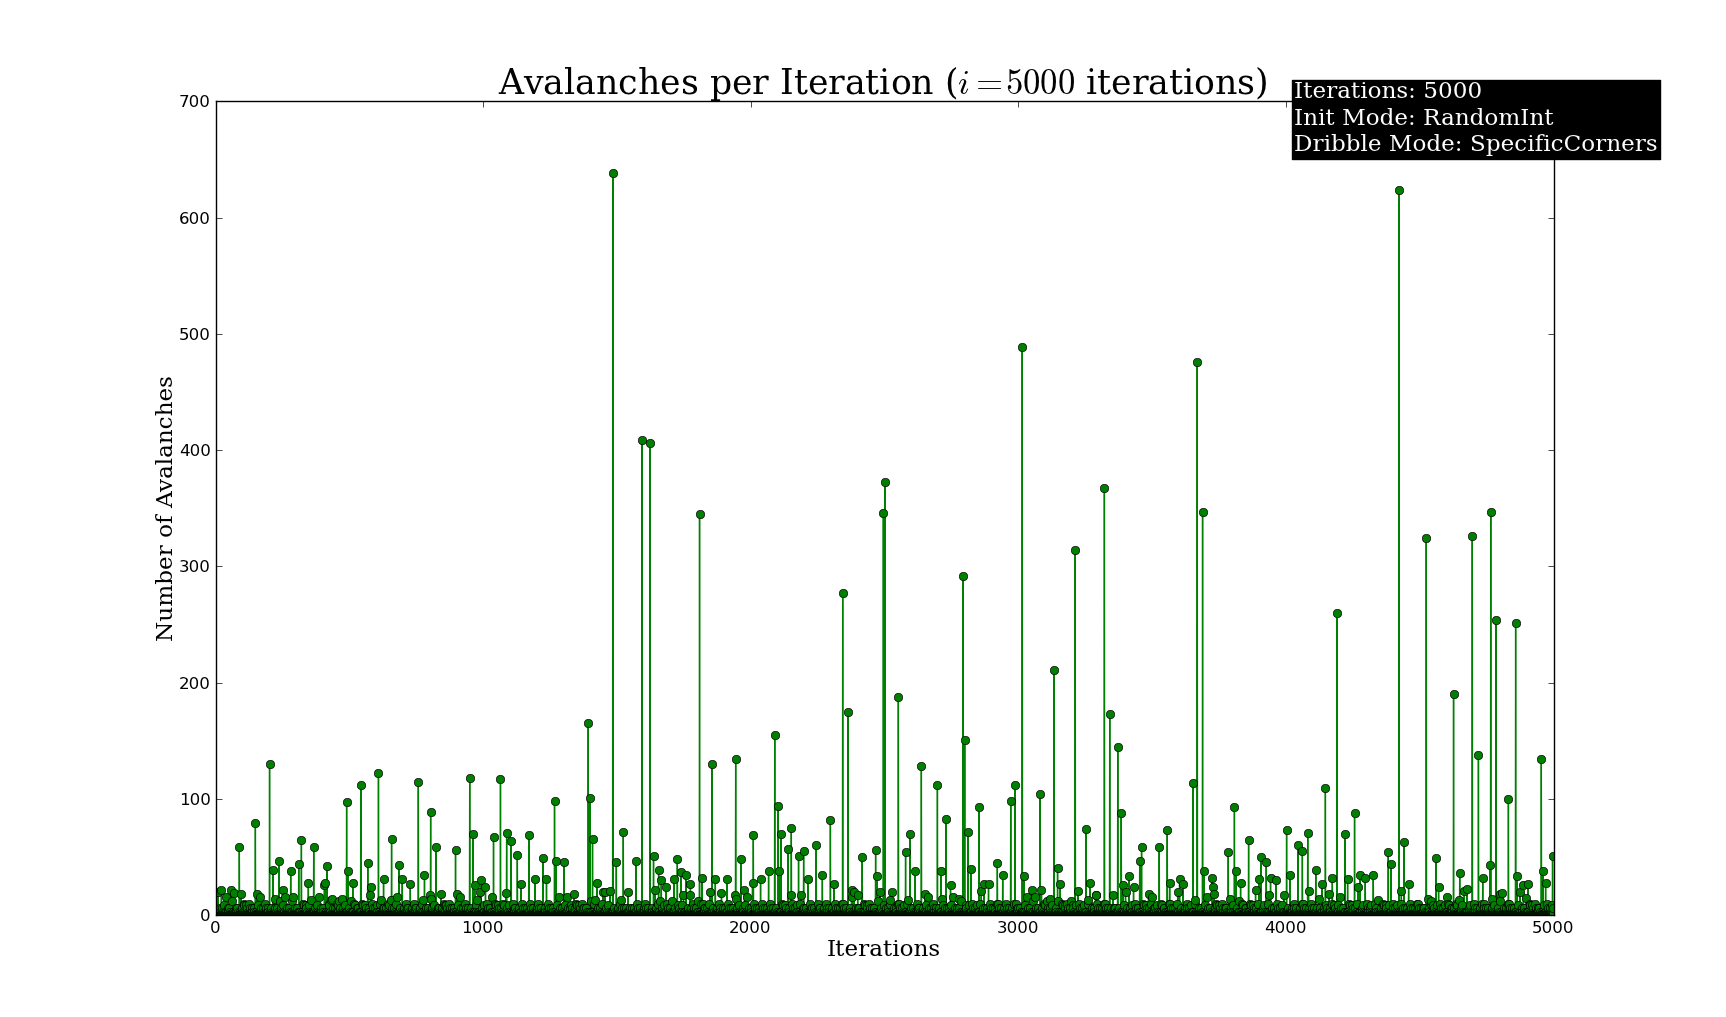 Avalanches per Iteration (i = 5000 iterations)
Iterations: 5000
Init Mode: RandomInt
Dribble Mode: SpecificCorners
700
600
500
400
300
200
100
0
Number of Avalanches
0 1000 2000 3000 4000 5000
Iterations